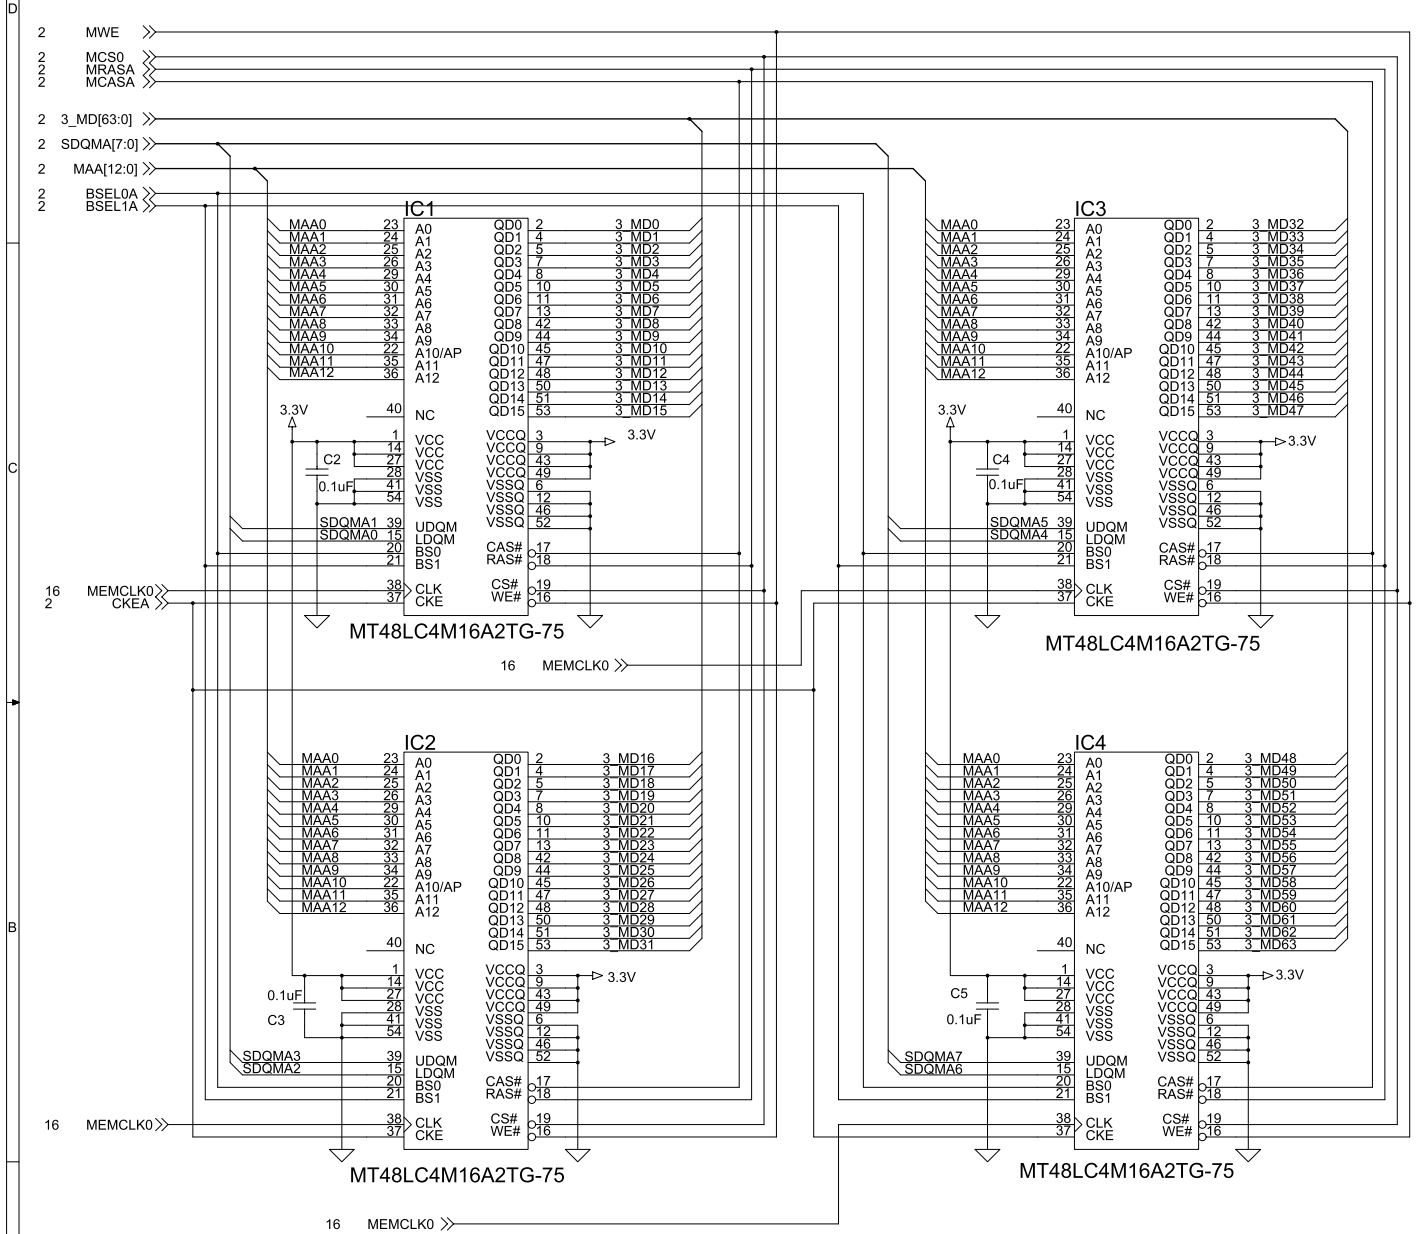 D
2 MWE
2 MCS0
2 MRASA
2 MCASA
2 3_MD[63:0]
2 SDQMA[7:0]
2 MAA[12:0]
2 BSEL0A
2 BSEL1A
IC1
MAA0 23 A0 QD0 2 3_MD0
MAA1 24 A1 QD1 4 3_MD1
MAA2 25 A2 QD2 5 3_MD2
MAA3 26 A3 QD3 7 3_MD3
MAA4 29 A4 QD4 8 3_MD4
MAA5 30 A5 QD5 10 3_MD5
MAA6 31 A6 QD6 11 3_MD6
MAA7 32 A7 QD7 13 3_MD7
MAA8 33 A8 QD8 42 3_MD8
MAA9 34 A9 QD9 44 3_MD9
MAA10 22 A10/AP QD10 45 3_MD10
MAA11 35 A11 QD11 47 3_MD11
MAA12 36 A12 QD12 48 3_MD12
QD13 50 3_MD13
QD14 51 3_MD14
40 NC QD15 53 3_MD15
3.3V
1 VCC VCCQ 3 3.3V
14 VCC VCCQ 9
27 VCC VCCQ 43
28 VSS VCCQ 49
41 VSS VSSQ 6
54 VSS VSSQ 12
VSSQ 46
VSSQ 52
C2
0.1uF
SDQMA1 39 UDQM
SDQMA0 15 LDQM
20 BS0 CAS# 17
21 BS1 RAS# 18
16 MEMCLK0 38 CLK CS# 19
2 CKEA 37 CKE WE# 16
MT48LC4M16A2TG-75
IC3
MAA0 23 A0 QD0 2 3_MD32
MAA1 24 A1 QD1 4 3_MD33
MAA2 25 A2 QD2 5 3_MD34
MAA3 26 A3 QD3 7 3_MD35
MAA4 29 A4 QD4 8 3_MD36
MAA5 30 A5 QD5 10 3_MD37
MAA6 31 A6 QD6 11 3_MD38
MAA7 32 A7 QD7 13 3_MD39
MAA8 33 A8 QD8 42 3_MD40
MAA9 34 A9 QD9 44 3_MD41
MAA10 22 A10/AP QD10 45 3_MD42
MAA11 35 A11 QD11 47 3_MD43
MAA12 36 A12 QD12 48 3_MD44
QD13 50 3_MD45
QD14 51 3_MD46
40 NC QD15 53 3_MD47
3.3V
1 VCC VCCQ 3 3.3V
14 VCC VCCQ 9
27 VCC VCCQ 43
28 VSS VCCQ 49
41 VSS VSSQ 6
54 VSS VSSQ 12
VSSQ 46
VSSQ 52
C4
0.1uF
SDQMA5 39 UDQM
SDQMA4 15 LDQM
20 BS0 CAS# 17
21 BS1 RAS# 18
38 CLK CS# 19
37 CKE WE# 16
MT48LC4M16A2TG-75
C
16 MEMCLK0
IC2
MAA0 23 A0 QD0 2 3_MD16
MAA1 24 A1 QD1 4 3_MD17
MAA2 25 A2 QD2 5 3_MD18
MAA3 26 A3 QD3 7 3_MD19
MAA4 29 A4 QD4 8 3_MD20
MAA5 30 A5 QD5 10 3_MD21
MAA6 31 A6 QD6 11 3_MD22
MAA7 32 A7 QD7 13 3_MD23
MAA8 33 A8 QD8 42 3_MD24
MAA9 34 A9 QD9 44 3_MD25
MAA10 22 A10/AP QD10 45 3_MD26
MAA11 35 A11 QD11 47 3_MD27
MAA12 36 A12 QD12 48 3_MD28
QD13 50 3_MD29
QD14 51 3_MD30
40 NC QD15 53 3_MD31
1 VCC VCCQ 3 3.3V
14 VCC VCCQ 9
27 VCC VCCQ 43
28 VSS VCCQ 49
41 VSS VSSQ 6
54 VSS VSSQ 12
VSSQ 46
VSSQ 52
0.1uF
C3
SDQMA3 39 UDQM
SDQMA2 15 LDQM
20 BS0 CAS# 17
21 BS1 RAS# 18
16 MEMCLK0 38 CLK CS# 19
37 CKE WE# 16
MT48LC4M16A2TG-75
IC4
MAA0 23 A0 QD0 2 3_MD48
MAA1 24 A1 QD1 4 3_MD49
MAA2 25 A2 QD2 5 3_MD50
MAA3 26 A3 QD3 7 3_MD51
MAA4 29 A4 QD4 8 3_MD52
MAA5 30 A5 QD5 10 3_MD53
MAA6 31 A6 QD6 11 3_MD54
MAA7 32 A7 QD7 13 3_MD55
MAA8 33 A8 QD8 42 3_MD56
MAA9 34 A9 QD9 44 3_MD57
MAA10 22 A10/AP QD10 45 3_MD58
MAA11 35 A11 QD11 47 3_MD59
MAA12 36 A12 QD12 48 3_MD60
QD13 50 3_MD61
QD14 51 3_MD62
40 NC QD15 53 3_MD63
1 VCC VCCQ 3 3.3V
14 VCC VCCQ 9
27 VCC VCCQ 43
28 VSS VCCQ 49
41 VSS VSSQ 6
54 VSS VSSQ 12
VSSQ 46
VSSQ 52
C5
0.1uF
SDQMA7 39 UDQM
SDQMA6 15 LDQM
20 BS0 CAS# 17
21 BS1 RAS# 18
38 CLK CS# 19
37 CKE WE# 16
MT48LC4M16A2TG-75
B
16 MEMCLK0